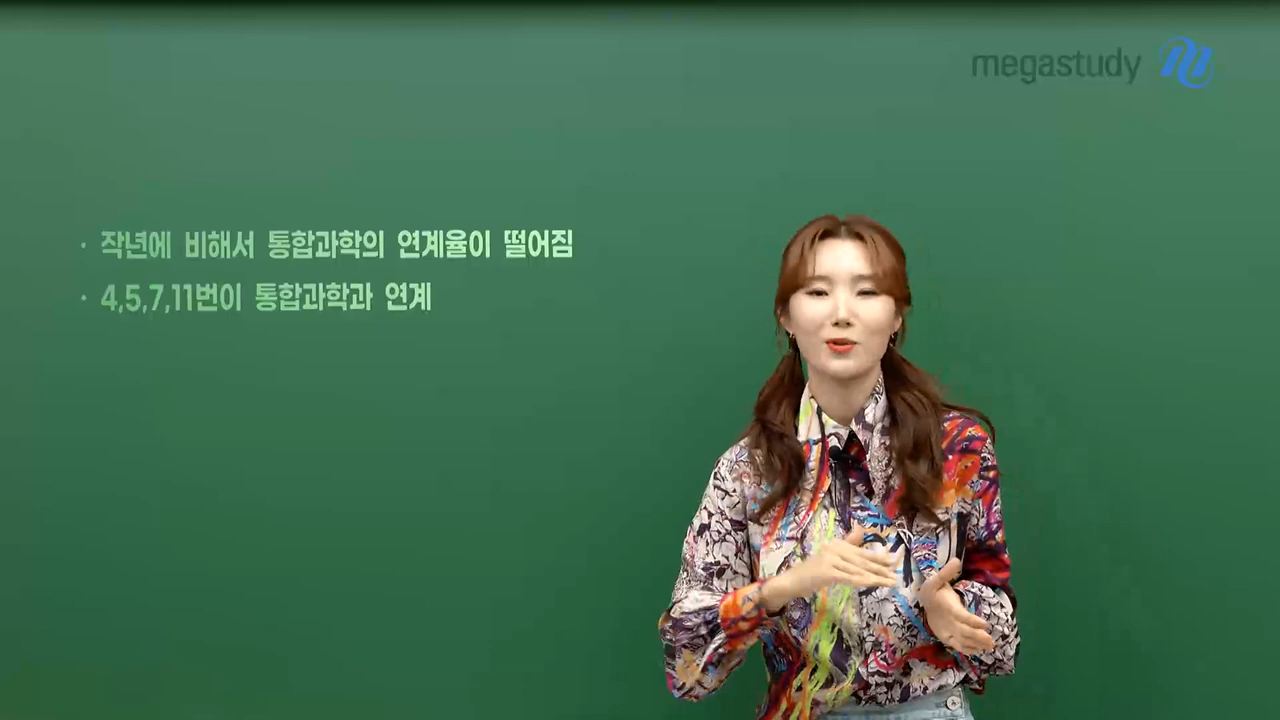 megastudy
· 작년에 비해서 통합과학의 연계율이 떨어짐
· 4,5,7,11번이 통합과학과 연계